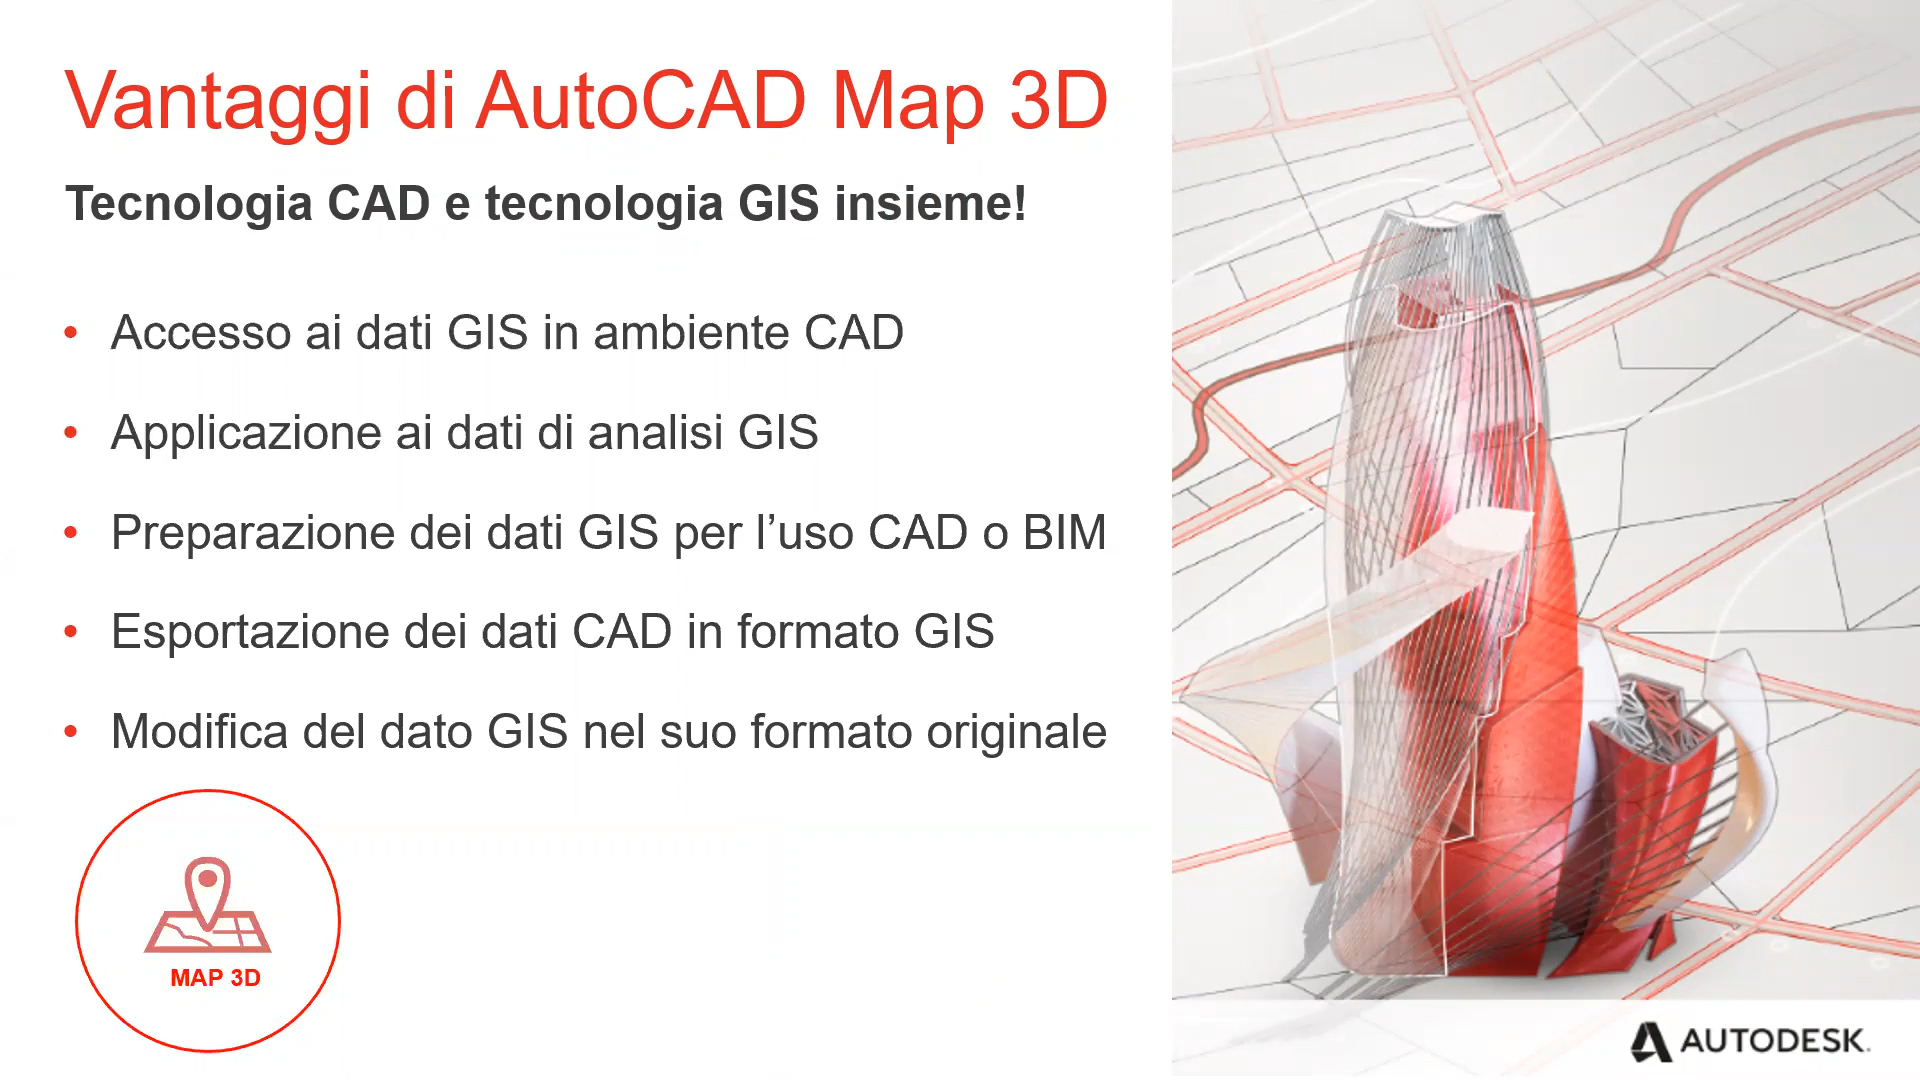 Vantaggi di AutoCAD Map 3D
Tecnologia CAD e tecnologia GIS insieme!
• Accesso ai dati GIS in ambiente CAD
• Applicazione ai dati di analisi GIS
• Preparazione dei dati GIS per l’uso CAD o BIM
• Esportazione dei dati CAD in formato GIS
• Modifica del dato GIS nel suo formato originale
MAP 3D
AUTODESK.